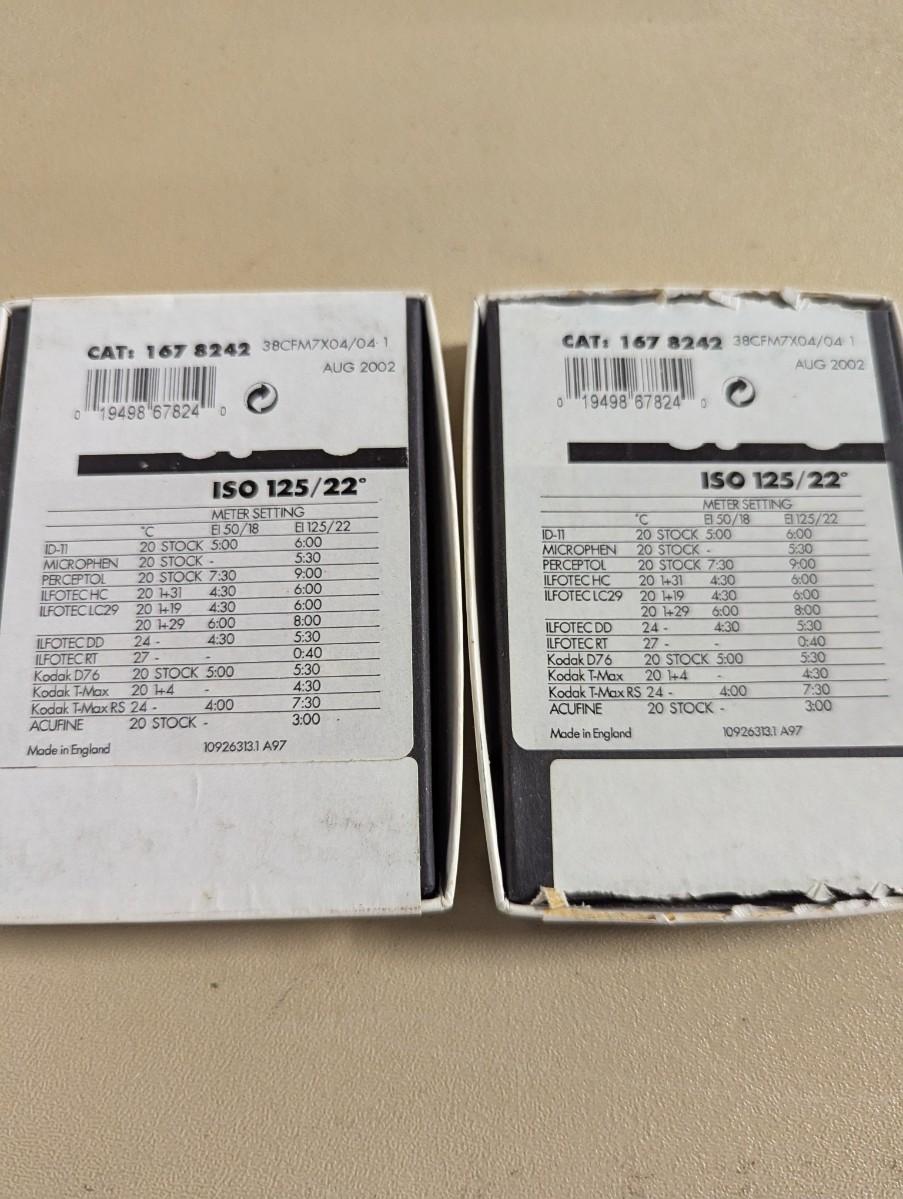 CAT: 167 8242 38CFM7X04/04 1
AUG 2002
0 19498 67824 0
ISO 125/22°
METER SETTING
°C EI 50/18 EI 125/22
ID-11 20 STOCK 5:00 6:00
MICROPHEN 20 STOCK - 5:30
PERCEPTOL 20 STOCK 7:30 9:00
ILFOTEC HC 20 1+31 4:30 6:00
ILFOTEC LC29 20 1+19 4:30 6:00
20 1+29 6:00 8:00
ILFOTEC DD 24 - 4:30 5:30
ILFOTEC RT 27 - - 0:40
Kodak D76 20 STOCK 5:00 5:30
Kodak T-Max 20 1+4 - 4:30
Kodak T-Max RS 24 - 4:00 7:30
ACUFINE 20 STOCK - 3:00
Made in England 10926313.1 A97
CAT: 167 8242 38CFM7X04/04 1
AUG 2002
0 19498 67824 0
ISO 125/22°
METER SETTING
°C EI 50/18 EI 125/22
ID-11 20 STOCK 5:00 6:00
MICROPHEN 20 STOCK - 5:30
PERCEPTOL 20 STOCK 7:30 9:00
ILFOTEC HC 20 1+31 4:30 6:00
ILFOTEC LC29 20 1+19 4:30 6:00
20 1+29 6:00 8:00
ILFOTEC DD 24 - 4:30 5:30
ILFOTEC RT 27 - - 0:40
Kodak D76 20 STOCK 5:00 5:30
Kodak T-Max 20 1+4 - 4:30
Kodak T-Max RS 24 - 4:00 7:30
ACUFINE 20 STOCK - 3:00
Made in England 10926313.1 A97